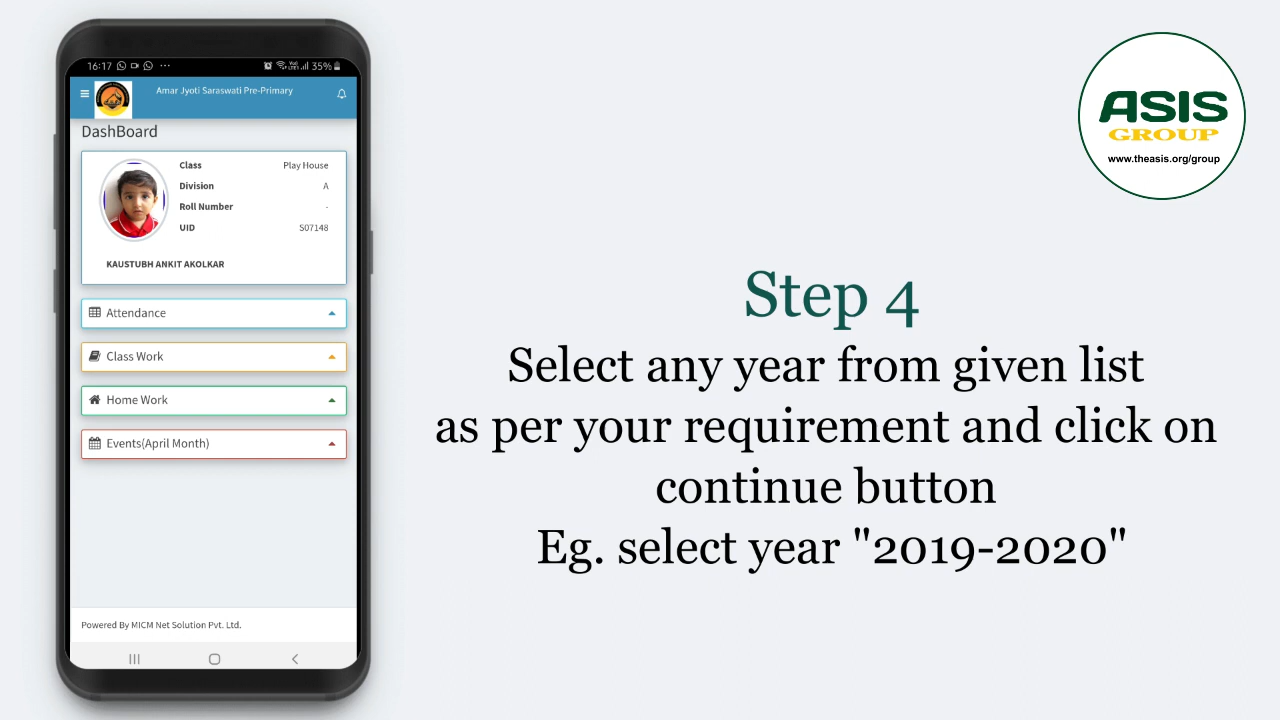 16:17 35%
Amar Jyoti Saraswati Pre-Primary
DashBoard
Class Play House
Division A
Roll Number -
UID S07148
KAUSTUBH ANKIT AKOLKAR
Attendance
Class Work
Home Work
Events(April Month)
Powered By MICM Net Solution Pvt. Ltd.
ASIS
GROUP
www.theasis.org/group
Step 4
Select any year from given list
as per your requirement and click on
continue button
Eg. select year "2019-2020"